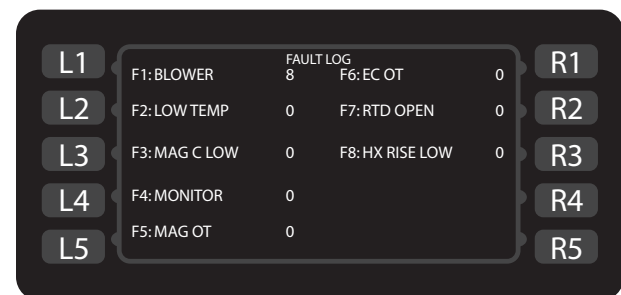 FAULT LOG
L1 F1: BLOWER 8 F6: EC OT 0 R1
L2 F2: LOW TEMP 0 F7: RTD OPEN 0 R2
L3 F3: MAG C LOW 0 F8: HX RISE LOW 0 R3
L4 F4: MONITOR 0 R4
L5 F5: MAG OT 0 R5